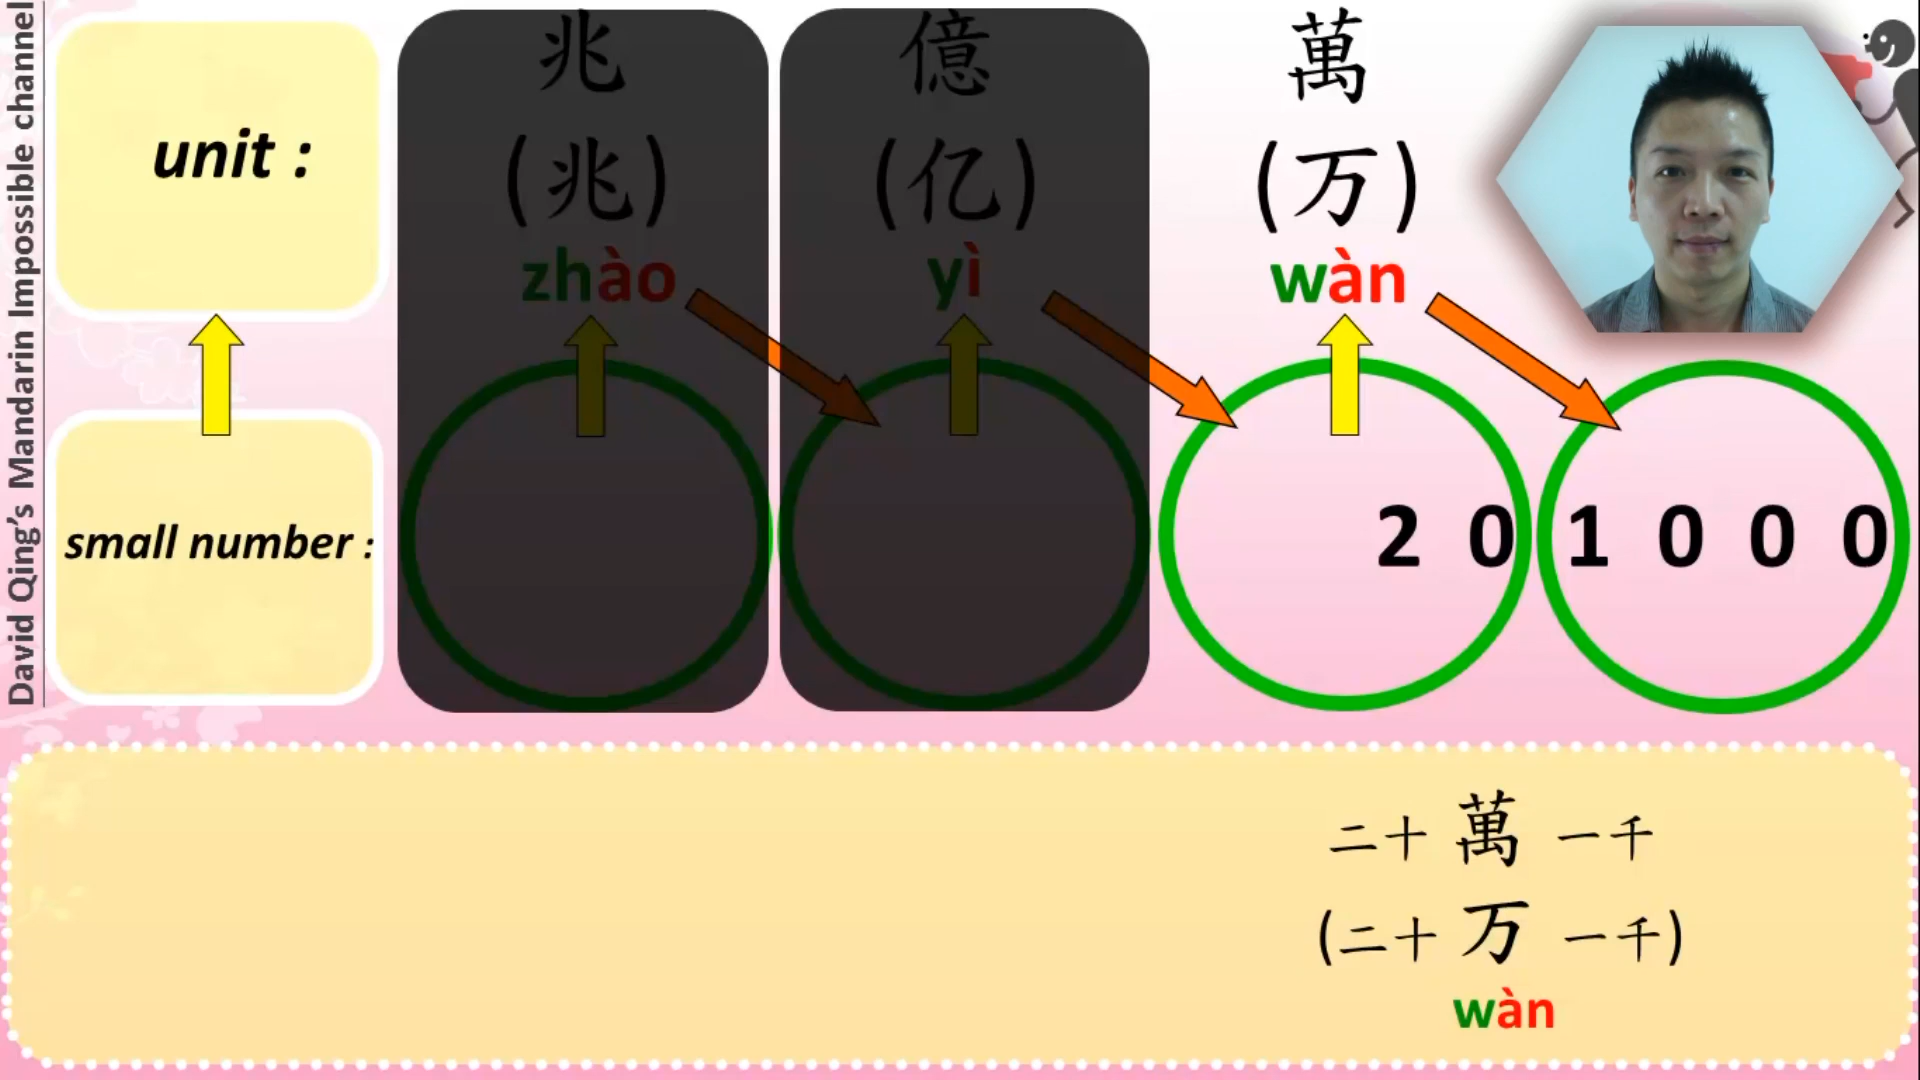 David Qing's Mandarin Impossible channel
unit :
兆
(兆)
zhào
億
(亿)
yì
萬
(万)
wàn
small number :
2 0
1 0 0 0
二十 萬 一千
(二十 万 一千)
wàn